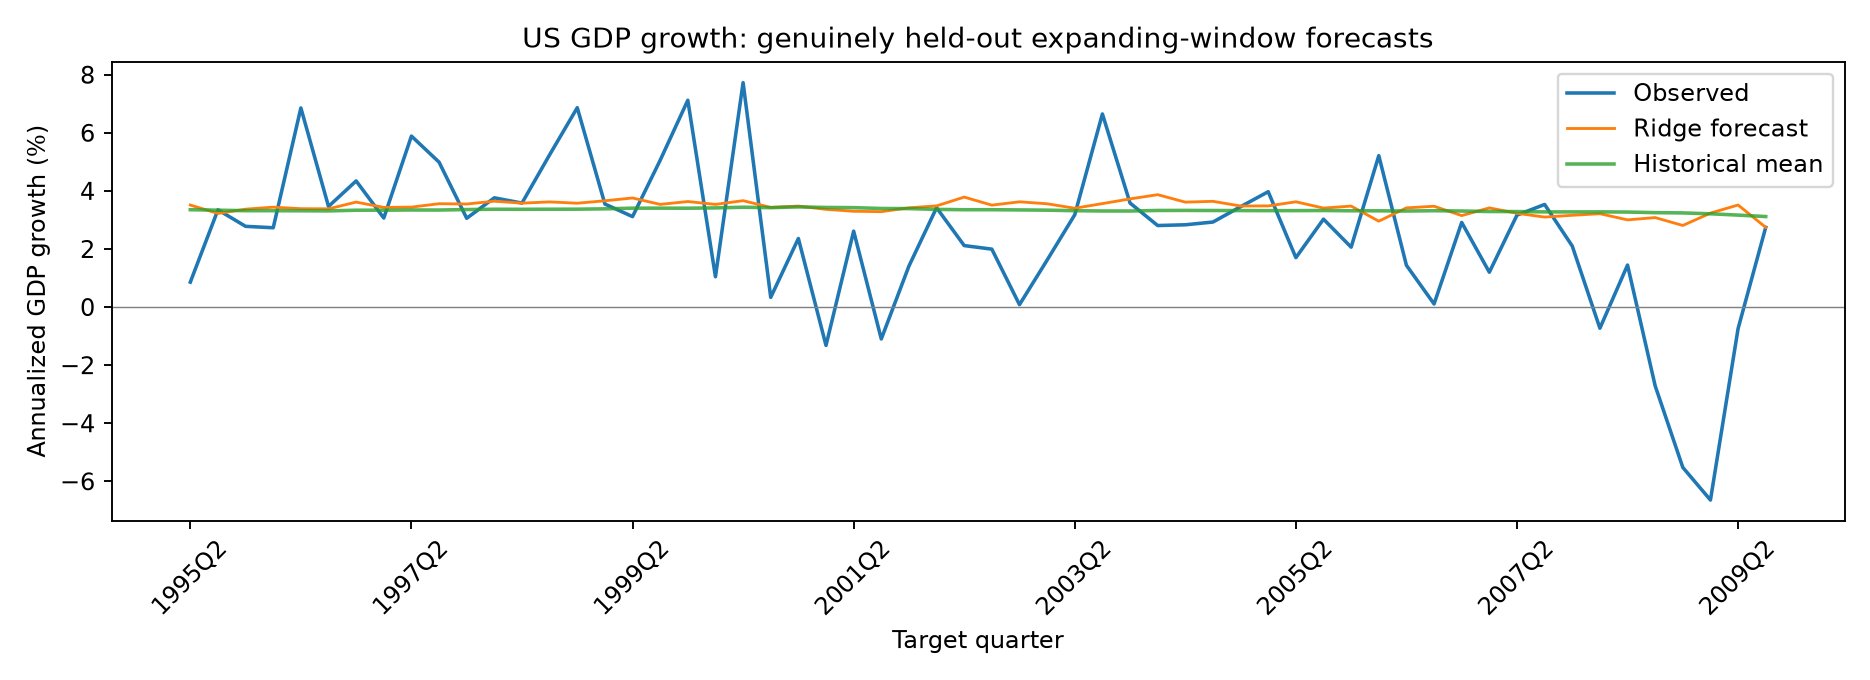 US GDP growth: genuinely held-out expanding-window forecasts
Observed
Ridge forecast
Historical mean
Annualized GDP growth (%)
8
6
4
2
0
−2
−4
−6
1995Q2
1997Q2
1999Q2
2001Q2
2003Q2
2005Q2
2007Q2
2009Q2
Target quarter